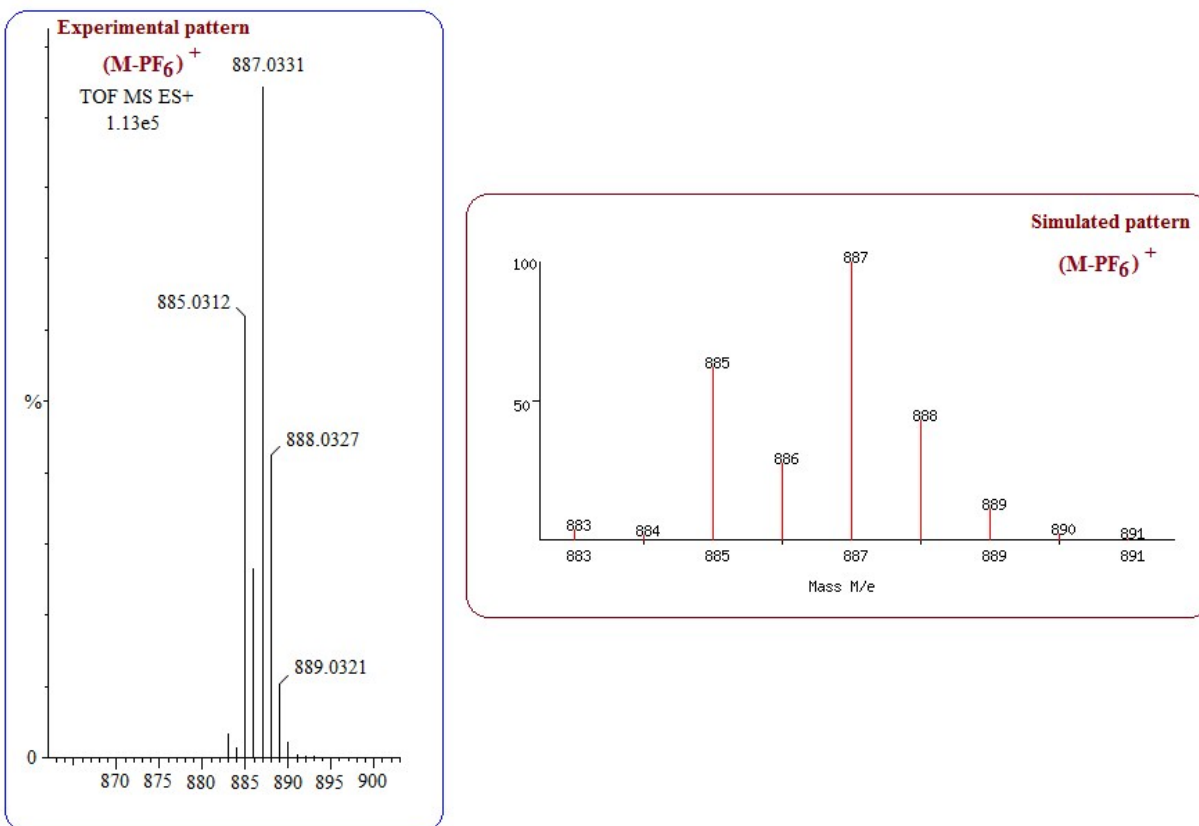 Experimental pattern
(M-PF6)+
887.0331
TOF MS ES+
1.13e5
885.0312
%
888.0327
889.0321
0
870 875 880 885 890 895 900
Simulated pattern
(M-PF6)+
100
887
885
50
888
886
889
883
884
890
891
883 885 887 889 891
Mass M/e